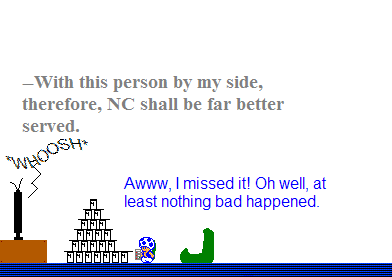 --With this person by my side,
therefore, NC shall be far better
served.
*WHOOSH*
Awww, I missed it! Oh well, at
least nothing bad happened.